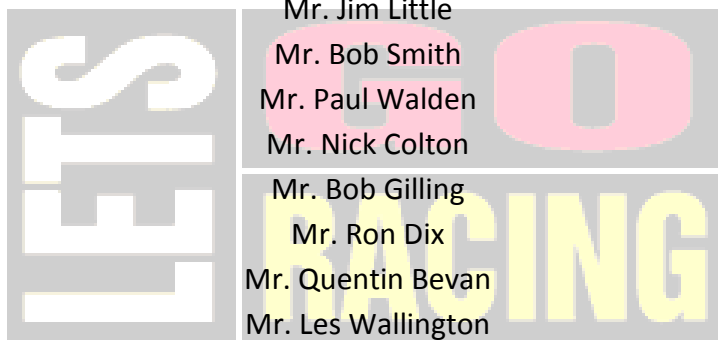 Mr. Jim Little
Mr. Bob Smith
Mr. Paul Walden
Mr. Nick Colton
Mr. Bob Gilling
Mr. Ron Dix
Mr. Quentin Bevan
Mr. Les Wallington
LETS
GO
RACING